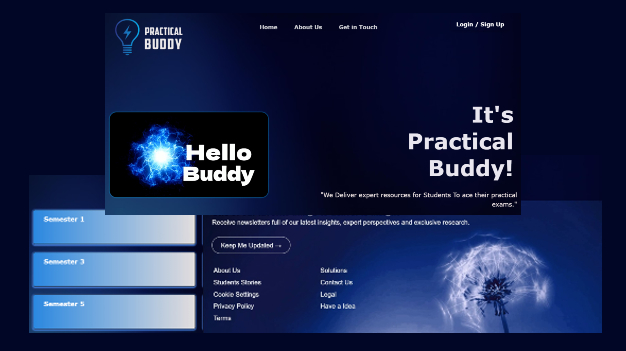 PRACTICAL
BUDDY
Home
About Us
Get in Touch
Login / Sign Up
Hello
Buddy
It's
Practical
Buddy!
"We Deliver expert resources for Students To ace their practical
exams."
Semester 1
Semester 3
Semester 5
Receive newsletters full of our latest insights, expert perspectives and exclusive research.
Keep Me Updated →
About Us
Students Stories
Cookie Settings
Privacy Policy
Terms
Solutions
Contact Us
Legal
Have a Idea